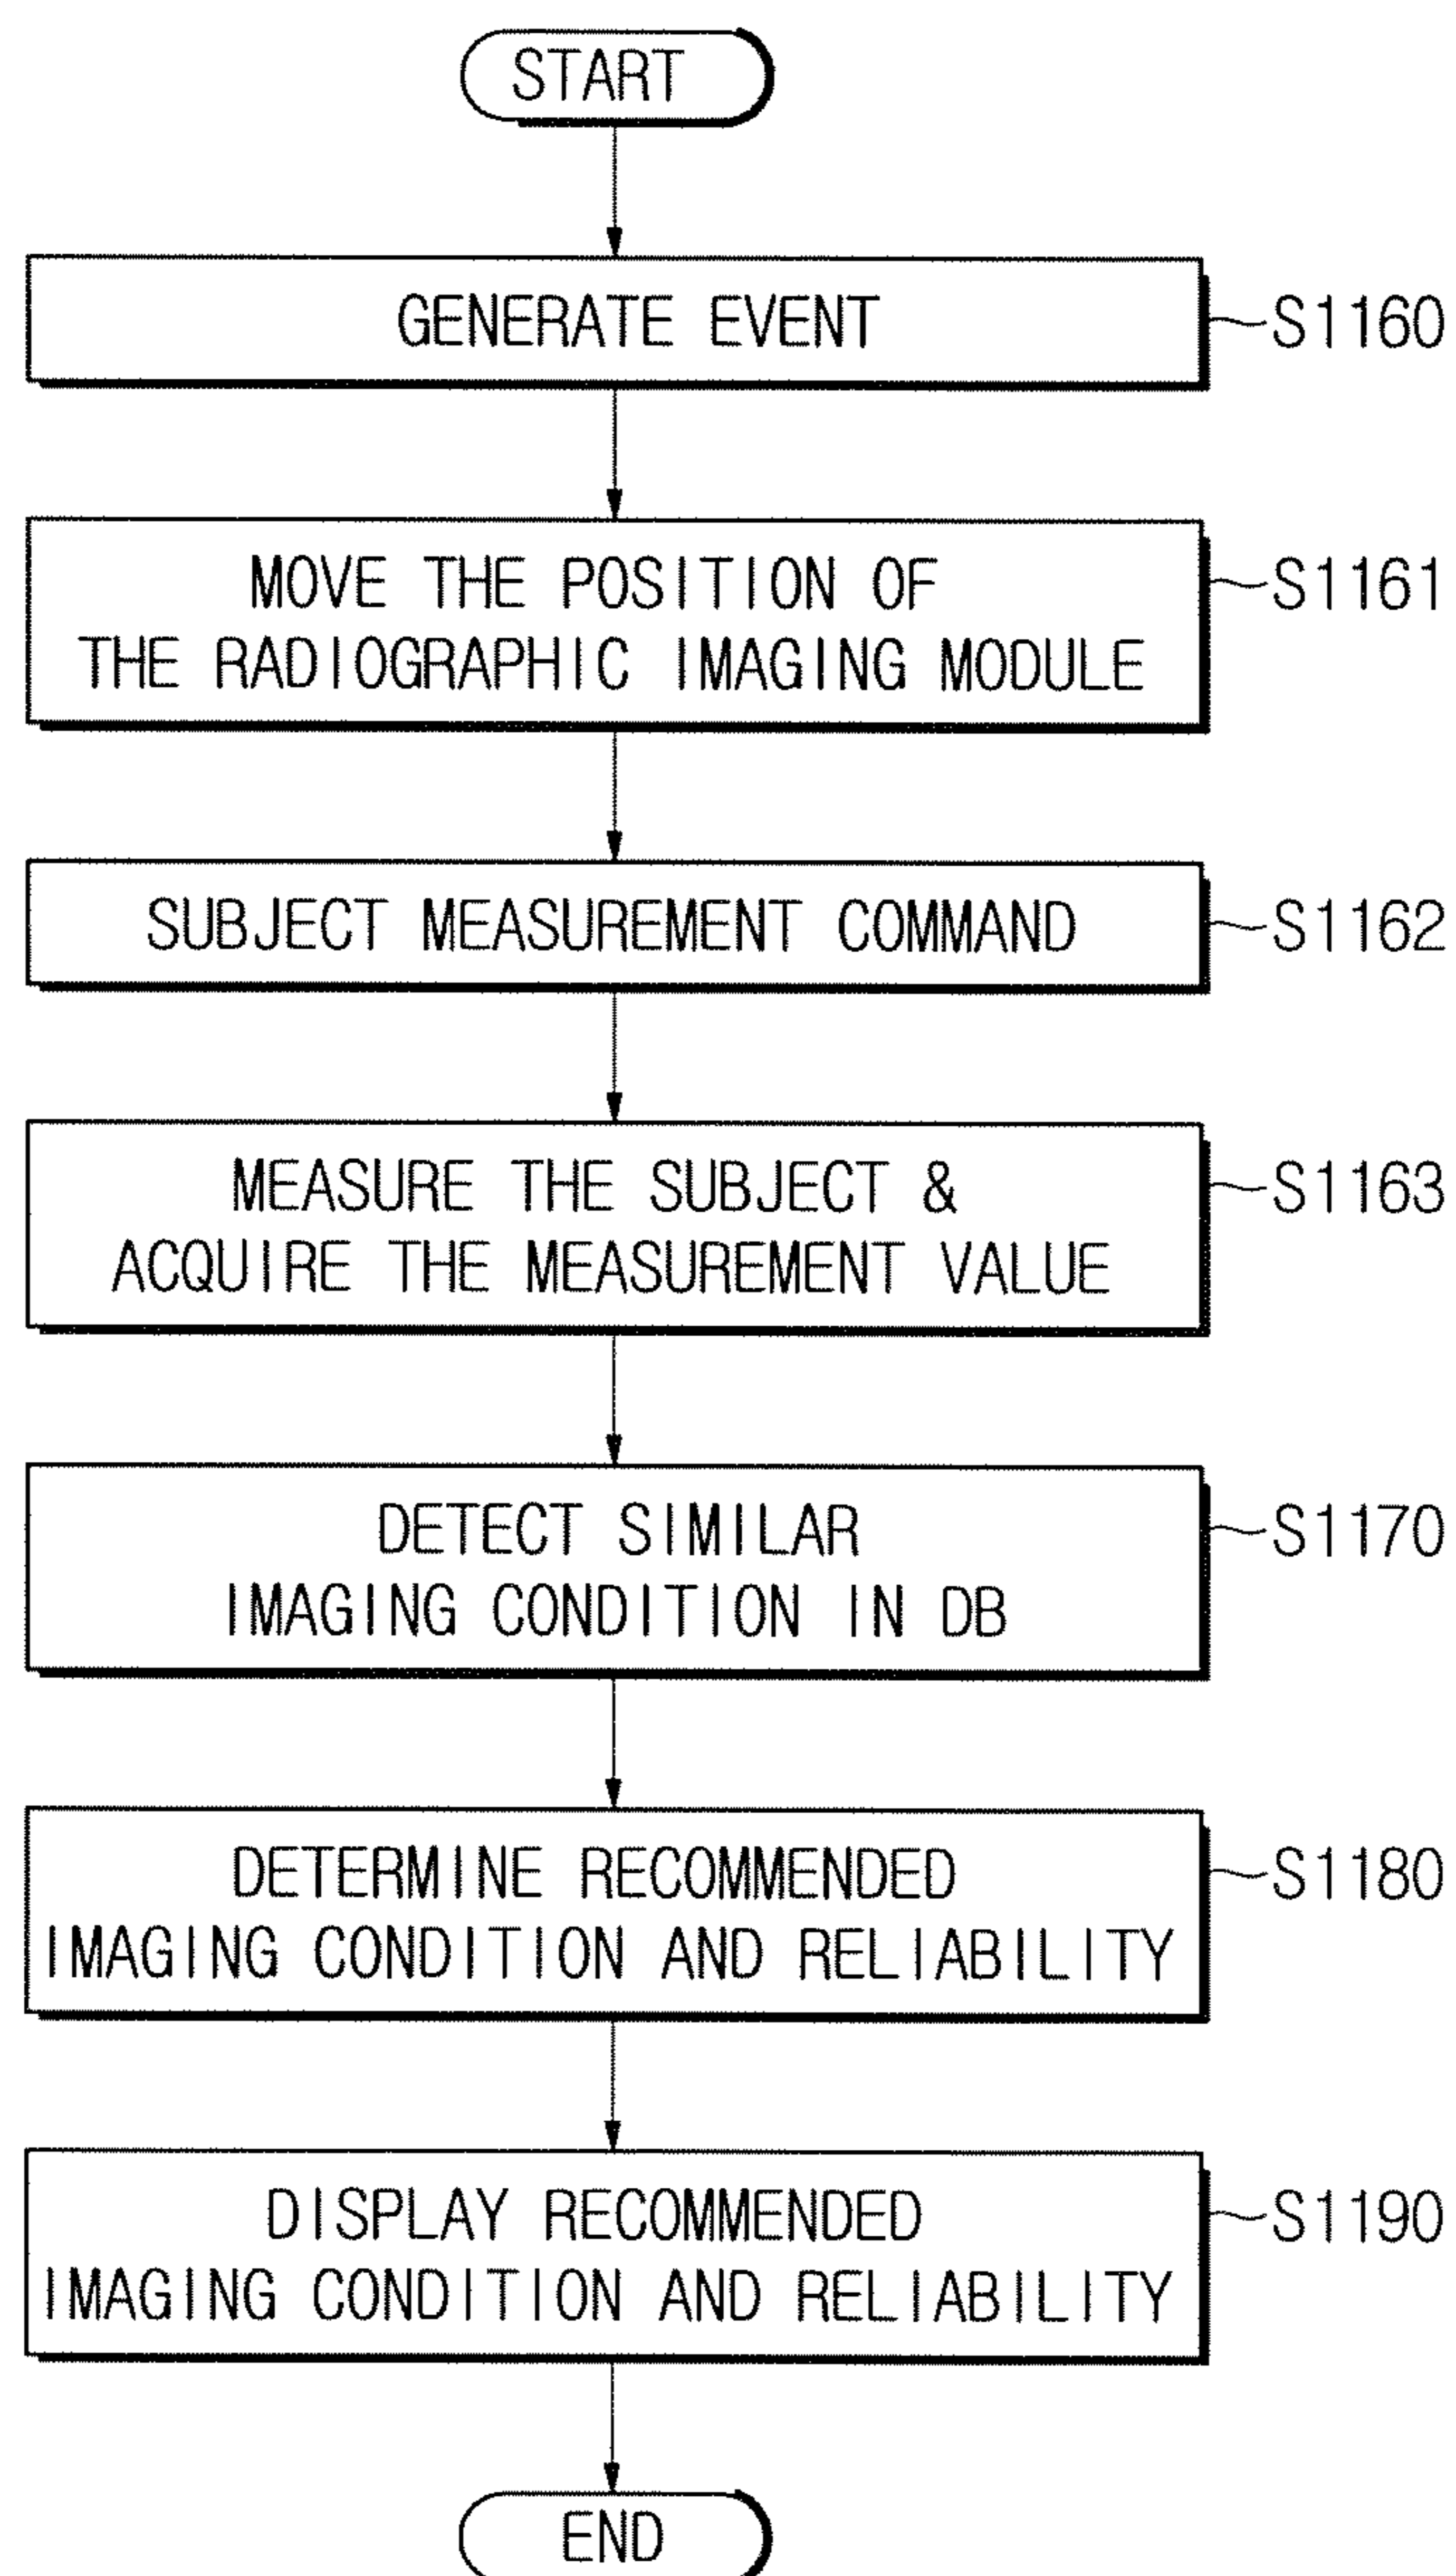 START
GENERATE EVENT
S1160
MOVE THE POSITION OF
THE RADIOGRAPHIC IMAGING MODULE
S1161
SUBJECT MEASUREMENT COMMAND
S1162
MEASURE THE SUBJECT &
ACQUIRE THE MEASUREMENT VALUE
S1163
DETECT SIMILAR
IMAGING CONDITION IN DB
S1170
DETERMINE RECOMMENDED
IMAGING CONDITION AND RELIABILITY
S1180
DISPLAY RECOMMENDED
IMAGING CONDITION AND RELIABILITY
S1190
END